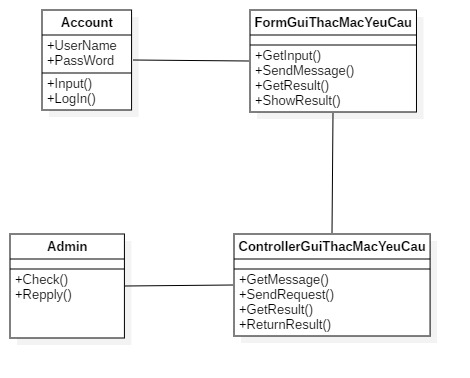 Account
+UserName
+PassWord
+Input()
+LogIn()
FormGuiThacMacYeuCau
+GetInput()
+SendMessage()
+GetResult()
+ShowResult()
Admin
+Check()
+Repply()
ControllerGuiThacMacYeuCau
+GetMessage()
+SendRequest()
+GetResult()
+ReturnResult()